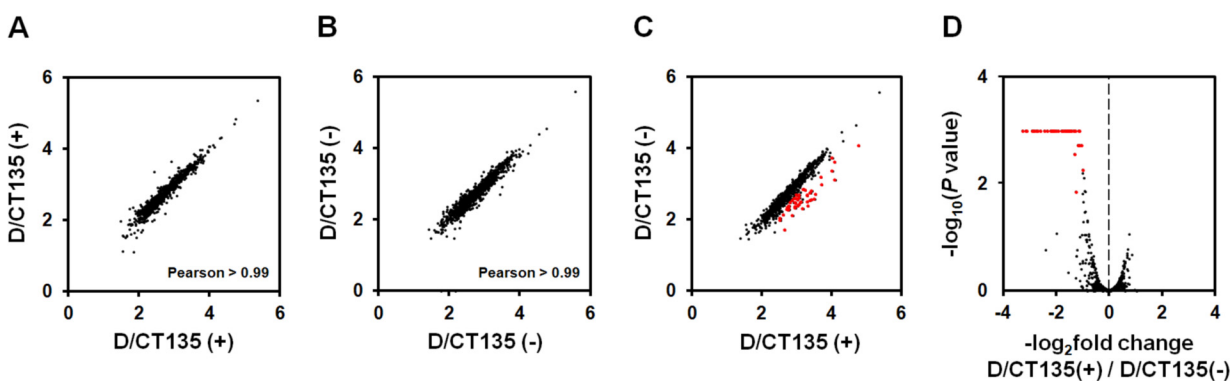 A
B
C
D
D/CT135 (+)
6
4
2
0
Pearson > 0.99
0
2
4
6
D/CT135 (+)
D/CT135 (-)
6
4
2
0
Pearson > 0.99
0
2
4
6
D/CT135 (-)
D/CT135 (-)
6
4
2
0
0
2
4
6
D/CT135 (+)
-log10(P value)
4
2
0
-4
-2
0
2
4
-log2fold change
D/CT135(+) / D/CT135(-)